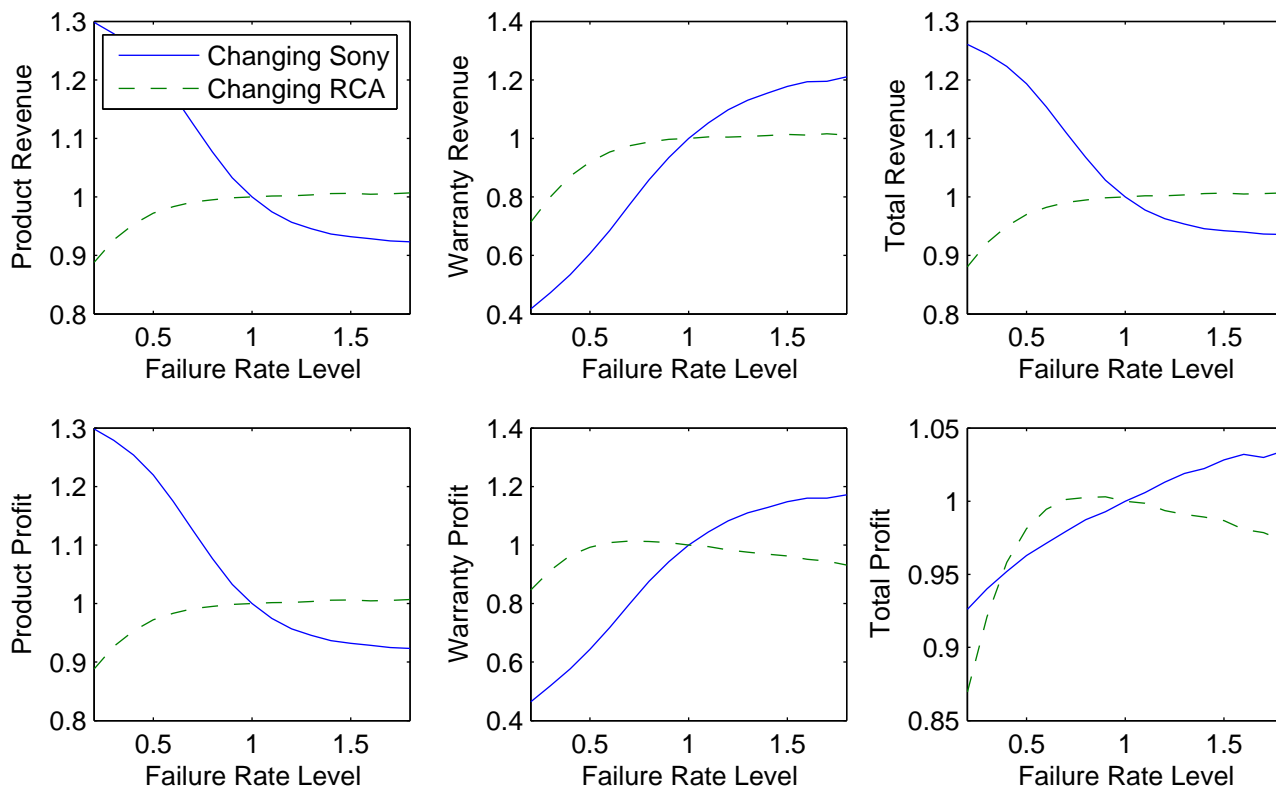 Changing Sony
Changing RCA
Product Revenue
1.3
1.2
1.1
1
0.9
0.8
0.5 1 1.5
Failure Rate Level
Warranty Revenue
1.4
1.2
1
0.8
0.6
0.4
0.5 1 1.5
Failure Rate Level
Total Revenue
1.3
1.2
1.1
1
0.9
0.8
0.5 1 1.5
Failure Rate Level
Product Profit
1.3
1.2
1.1
1
0.9
0.8
0.5 1 1.5
Failure Rate Level
Warranty Profit
1.4
1.2
1
0.8
0.6
0.4
0.5 1 1.5
Failure Rate Level
Total Profit
1.05
1
0.95
0.9
0.85
0.5 1 1.5
Failure Rate Level